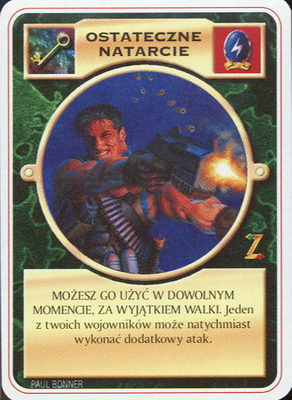 OSTATECZNE
NATARCIE
Z
MOŻESZ GO UŻYĆ W DOWOLNYM
MOMENCIE, ZA WYJĄTKIEM WALKI. Jeden
z twoich wojowników może natychmiast
wykonać dodatkowy atak.
PAUL BONNER